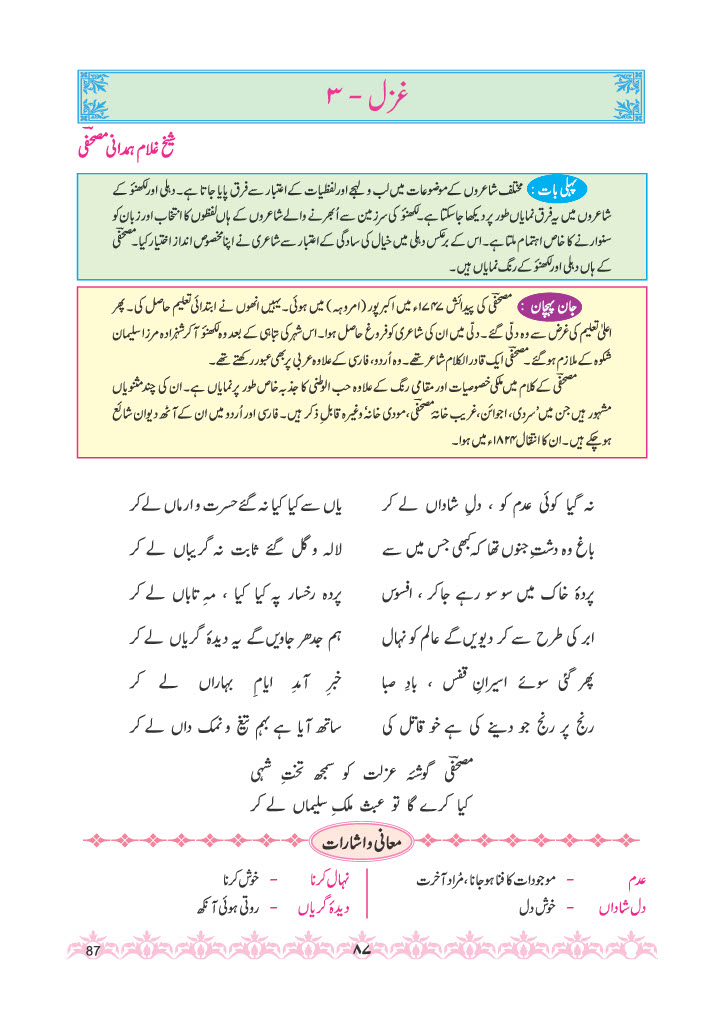 غزل - ۳
شیخ غلام ہمدانی مصحفیؔ
پہلی بات : مختلف شاعروں کے موضوعات میں لب و لہجے اور لفظیات کے اعتبار سے فرق پایا جاتا ہے۔ دہلی اور لکھنؤ کے
شاعروں میں یہ فرق نمایاں طور پر دیکھا جا سکتا ہے۔ لکھنؤ کی سرزمین سے اُبھرنے والے شاعروں کے ہاں لفظوں کا انتخاب اور زبان کو
سنوارنے کا خاص اہتمام ملتا ہے۔ اس کے برعکس دہلی میں خیال کی سادگی کے اعتبار سے شاعری نے اپنا مخصوص انداز اختیار کیا۔ مصحفیؔ
کے ہاں دہلی اور لکھنؤ کے رنگ نمایاں ہیں۔
جان پہچان : مصحفیؔ کی پیدائش ۱۷۴۷ء میں اکبر پور (امروہہ) میں ہوئی۔ یہیں انھوں نے ابتدائی تعلیم حاصل کی۔ پھر
اعلیٰ تعلیم کی غرض سے وہ دلّی گئے۔ دلّی میں ان کی شاعری کو فروغ حاصل ہوا۔ اس شہر کی تباہی کے بعد وہ لکھنؤ آ کر شہزادہ مرزا سلیمان
شکوہ کے ملازم ہو گئے۔ مصحفیؔ ایک قادرالکلام شاعر تھے۔ وہ اُردو، فارسی کے علاوہ عربی پر بھی عبور رکھتے تھے۔
مصحفیؔ کے کلام میں ملکی خصوصیات اور مقامی رنگ کے علاوہ حب الوطنی کا جذبہ خاص طور پر نمایاں ہے۔ ان کی چند مثنویاں
مشہور ہیں جن میں 'سردی، اجوائن، غریب خانۂ مصحفیؔ، مودی خانہ' وغیرہ قابلِ ذکر ہیں۔ فارسی اور اُردو میں ان کے آٹھ دیوان شائع
ہو چکے ہیں۔ ان کا انتقال ۱۸۲۴ء میں ہوا۔
نہ گیا کوئی عدم کو ، دلِ شاداں لے کر یاں سے کیا کیا نہ گئے حسرت و ارماں لے کر
باغ وہ دشتِ جنوں تھا کہ کبھی جس میں سے لالہ و گل گئے ثابت نہ گریباں لے کر
پردۂ خاک میں سو سو رہے جا کر ، افسوس پردہ رخسار پہ کیا کیا ، مہِ تاباں لے کر
ابر کی طرح سے کر دیویں گے عالم کو نہال ہم جدھر جاویں گے یہ دیدۂ گریاں لے کر
پھر گئی سوئے اسیرانِ قفس ، بادِ صبا خبرِ آمدِ ایامِ بہاراں لے کر
رنج پر رنج جو دینے کی ہے خو قاتل کی ساتھ آیا ہے بہم تیغ و نمک داں لے کر
مصحفیؔ گوشۂ عزلت کو سمجھ تختِ شہی
کیا کرے گا تو عبث ملکِ سلیماں لے کر
معانی و اشارات
عدم - موجودات کا فنا ہو جانا، مُراد آخرت
دل شاداں - خوش دل
نہال کرنا - خوش کرنا
دیدۂ گریاں - روتی ہوئی آنکھ
۸۷
87